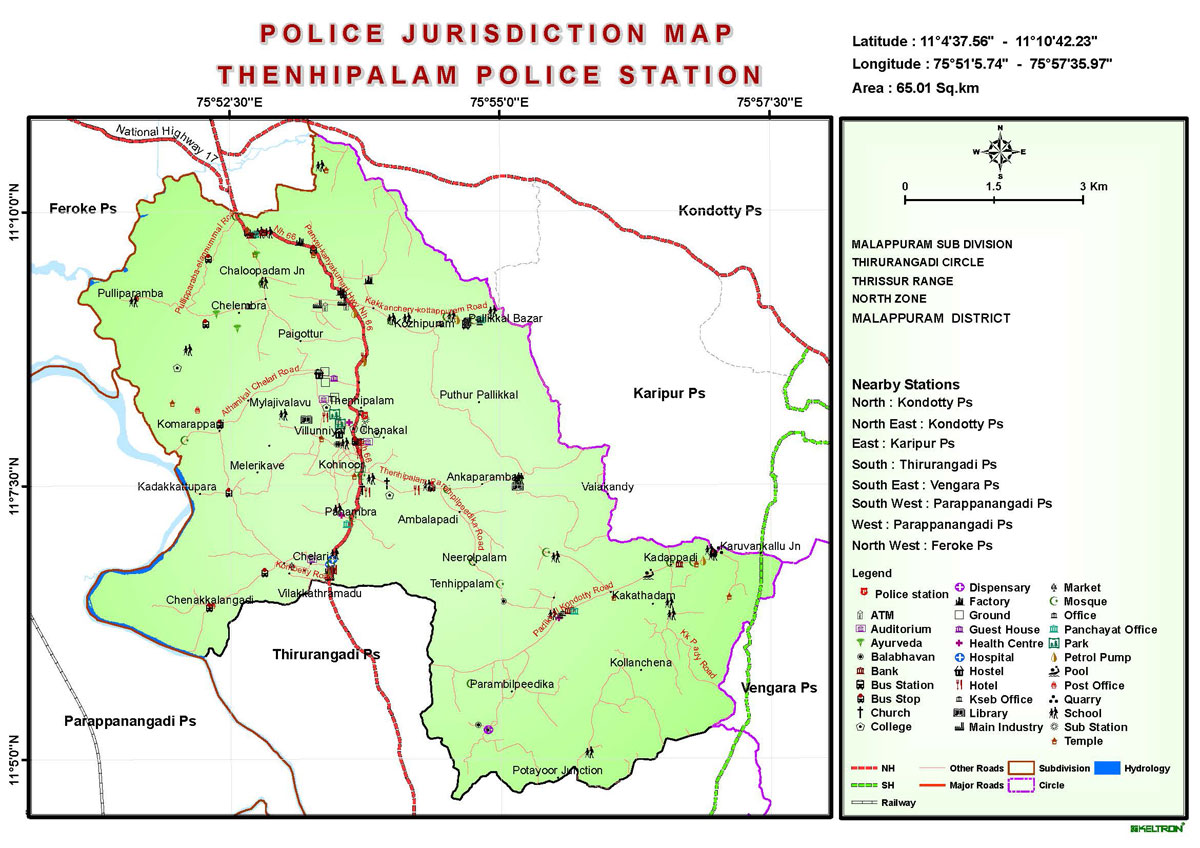 POLICE JURISDICTION MAP
THENHIPALAM POLICE STATION
Latitude : 11°4'37.56" - 11°10'42.23"
Longitude : 75°51'5.74" - 75°57'35.97"
Area : 65.01 Sq.km
75°52'30"E
75°55'0"E
75°57'30"E
11°10'0"N
11°7'30"N
11°5'0"N
National Highway 17
Feroke Ps
Kondotty Ps
Karipur Ps
Thirurangadi Ps
Parappanangadi Ps
Vengara Ps
Nh 66
Nh 66
Chaloopadam Jn
Pulliparamba
Chelembra
Kakkanchery-kottappuram Road
Kozhipuram
Pallikkal Bazar
Paigottur
Athanikal Chelari Road
Mylajivalavu
Thenhipalam
Puthur Pallikkal
Komarappadi
Villunniyal
Chanakal
Melerikave
Kohinoor
Kadakkattupara
Ankaparambau
Valakandy
Panambra
Ambalapadi
Chelari
Neerolpalam
Kadappadi
Karuvankallu Jn
Tenhippalam
Kakathadam
Chenakkalangadi
Vilakkathramadu
Kollanchena
Parambilpeedika
Potayoor Junction
N
W
E
S
0
1.5
3 Km
MALAPPURAM SUB DIVISION
THIRURANGADI CIRCLE
THRISSUR RANGE
NORTH ZONE
MALAPPURAM DISTRICT
Nearby Stations
North : Kondotty Ps
North East : Kondotty Ps
East : Karipur Ps
South : Thirurangadi Ps
South East : Vengara Ps
South West : Parappanangadi Ps
West : Parappanangadi Ps
North West : Feroke Ps
Legend
Police station
ATM
Auditorium
Ayurveda
Balabhavan
Bank
Bus Station
Bus Stop
Church
College
Dispensary
Factory
Ground
Guest House
Health Centre
Hospital
Hostel
Hotel
Kseb Office
Library
Main Industry
Market
Mosque
Office
Panchayat Office
Park
Petrol Pump
Pool
Post Office
Quarry
School
Sub Station
Temple
NH
Other Roads
Subdivision
Hydrology
SH
Major Roads
Circle
Railway
KELTRON